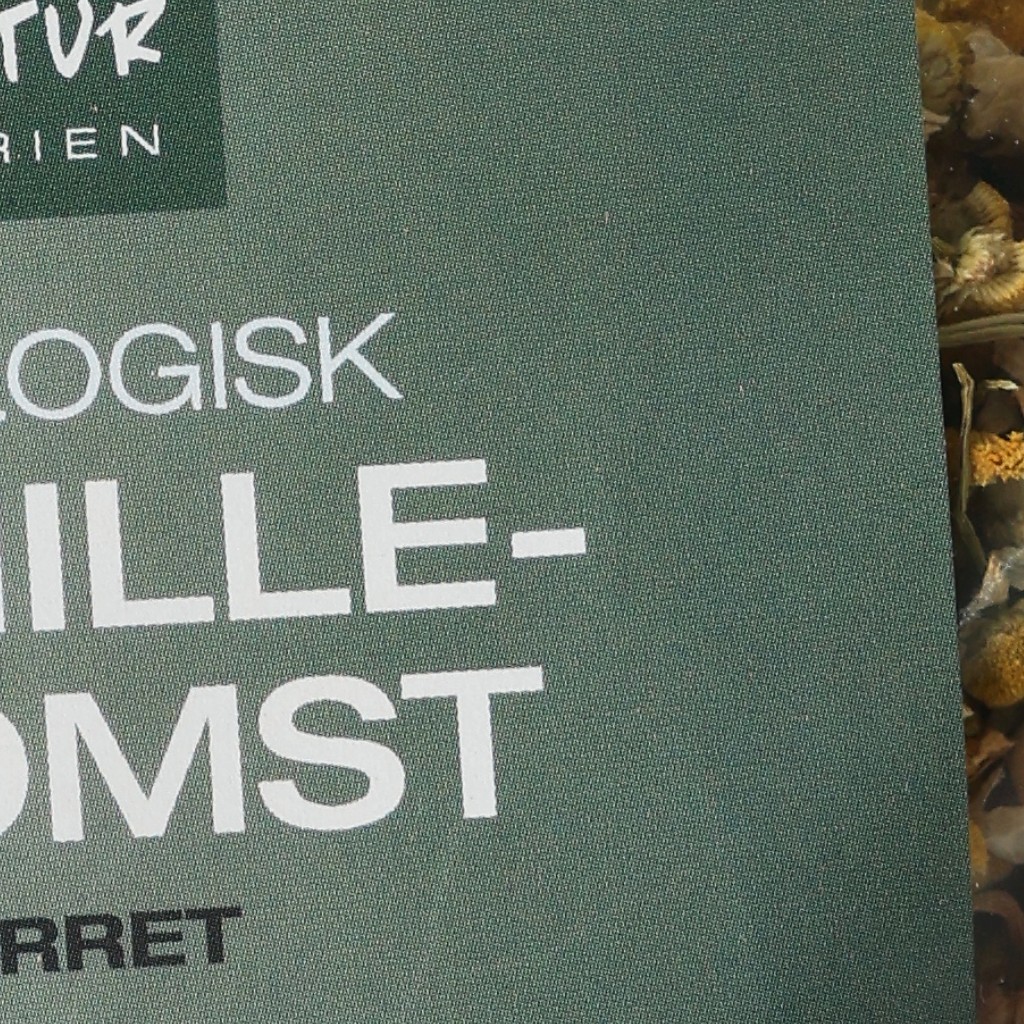 TUR
RIEN
LOGISK
ILLE-
OMST
RRET